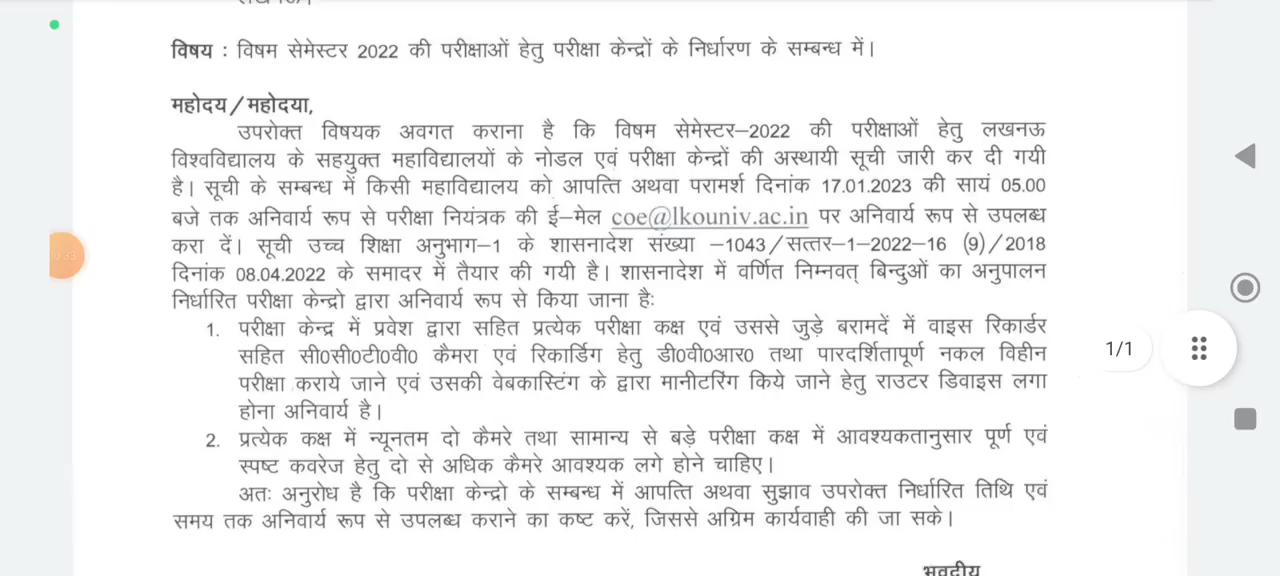 विषय : विषम सेमेस्टर 2022 की परीक्षाओं हेतु परीक्षा केन्द्रों के निर्धारण के सम्बन्ध में।
महोदय/महोदया,
उपरोक्त विषयक अवगत कराना है कि विषम सेमेस्टर–2022 की परीक्षाओं हेतु लखनऊ
विश्वविद्यालय के सहयुक्त महाविद्यालयों के नोडल एवं परीक्षा केन्द्रों की अस्थायी सूची जारी कर दी गयी
है। सूची के सम्बन्ध में किसी महाविद्यालय को आपत्ति अथवा परामर्श दिनांक 17.01.2023 की सायं 05.00
बजे तक अनिवार्य रूप से परीक्षा नियंत्रक की ई–मेल coe@lkouniv.ac.in पर अनिवार्य रूप से उपलब्ध
करा दें। सूची उच्च शिक्षा अनुभाग–1 के शासनादेश संख्या –1043/सत्तर–1–2022–16 (9)/2018
दिनांक 08.04.2022 के समादर में तैयार की गयी है। शासनादेश में वर्णित निम्नवत् बिन्दुओं का अनुपालन
निर्धारित परीक्षा केन्द्रो द्वारा अनिवार्य रूप से किया जाना है:
1. परीक्षा केन्द्र में प्रवेश द्वारा सहित प्रत्येक परीक्षा कक्ष एवं उससे जुड़े बरामदें में वाइस रिकार्डर
सहित सी0सी0टी0वी0 कैमरा एवं रिकार्डिग हेतु डी0वी0आर0 तथा पारदर्शितापूर्ण नकल विहीन
परीक्षा कराये जाने एवं उसकी वेबकास्टिंग के द्वारा मानीटरिंग किये जाने हेतु राउटर डिवाइस लगा
होना अनिवार्य है।
2. प्रत्येक कक्ष में न्यूनतम दो कैमरे तथा सामान्य से बड़े परीक्षा कक्ष में आवश्यकतानुसार पूर्ण एवं
स्पष्ट कवरेज हेतु दो से अधिक कैमरे आवश्यक लगे होने चाहिए।
अतः अनुरोध है कि परीक्षा केन्द्रो के सम्बन्ध में आपत्ति अथवा सुझाव उपरोक्त निर्धारित तिथि एवं
समय तक अनिवार्य रूप से उपलब्ध कराने का कष्ट करें, जिससे अग्रिम कार्यवाही की जा सके।
भवदीय
1/1